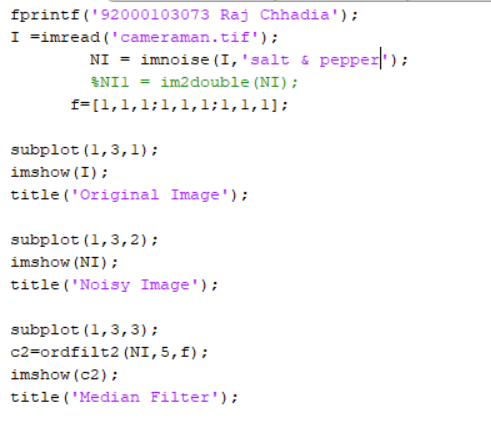 fprintf('92000103073 Raj Chhadia');
I =imread('cameraman.tif');
NI = imnoise(I,'salt & pepper');
%NI1 = im2double(NI);
f=[1,1,1;1,1,1;1,1,1];
subplot(1,3,1);
imshow(I);
title('Original Image');
subplot(1,3,2);
imshow(NI);
title('Noisy Image');
subplot(1,3,3);
c2=ordfilt2(NI,5,f);
imshow(c2);
title('Median Filter');